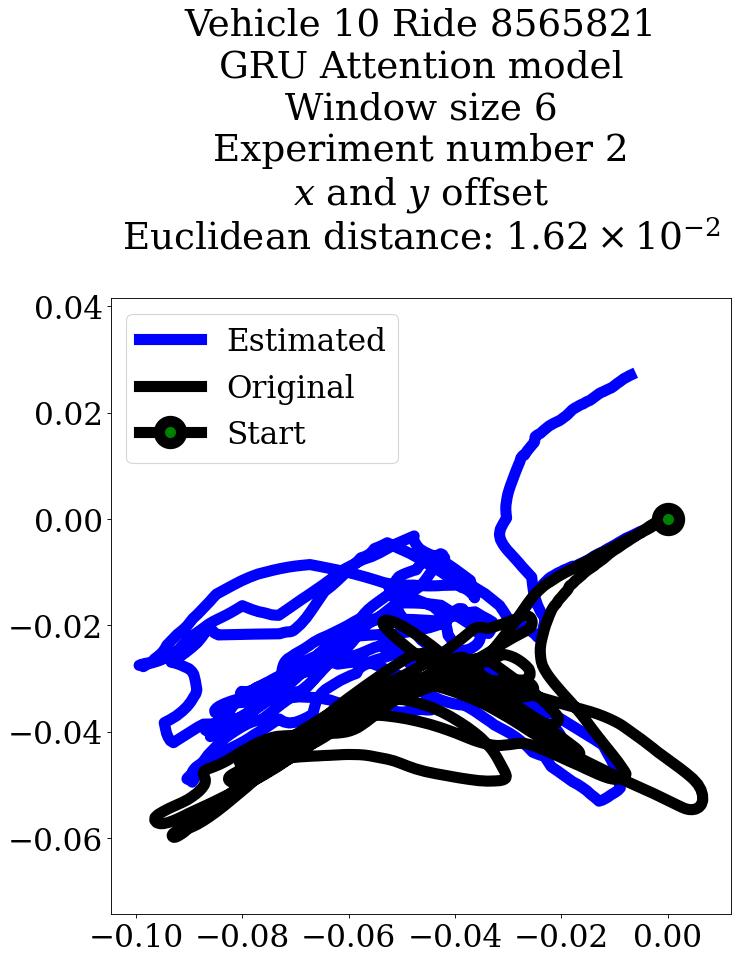 Vehicle 10 Ride 8565821
GRU Attention model
Window size 6
Experiment number 2
x and y offset
Euclidean distance: 1.62 × 10⁻²
0.04
0.02
0.00
−0.02
−0.04
−0.06
Estimated
Original
Start
−0.10 −0.08 −0.06 −0.04 −0.02 0.00